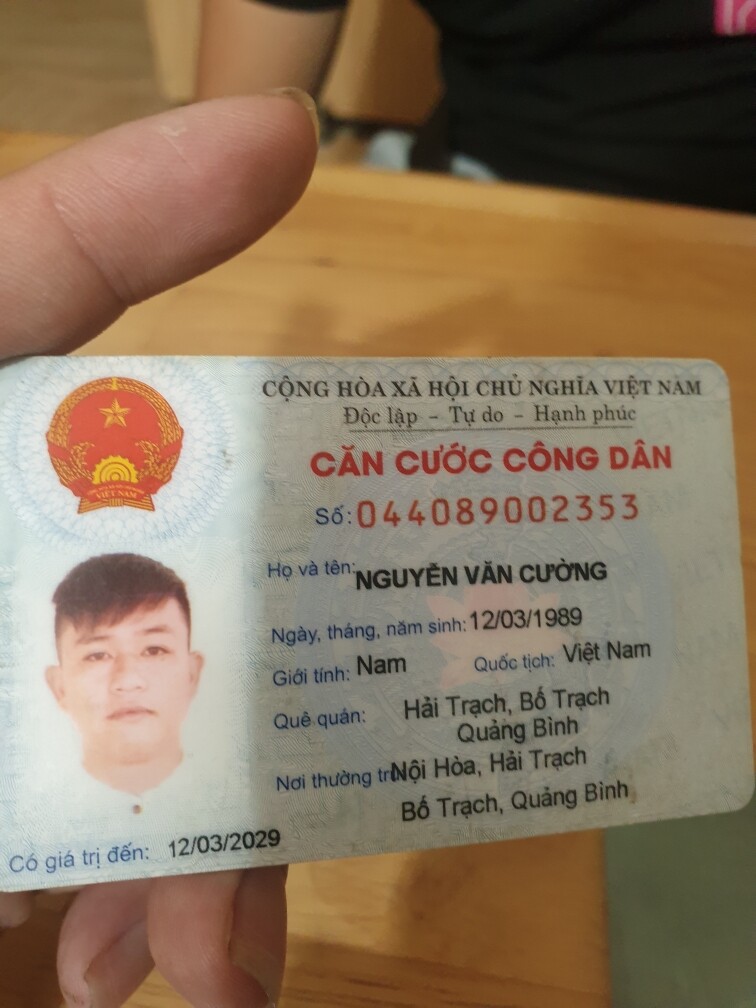 CỘNG HÒA XÃ HỘI CHỦ NGHĨA VIỆT NAM
Độc lập - Tự do - Hạnh phúc
CĂN CƯỚC CÔNG DÂN
Số: 044089002353
Họ và tên: NGUYỄN VĂN CƯỜNG
Ngày, tháng, năm sinh: 12/03/1989
Giới tính: Nam Quốc tịch: Việt Nam
Quê quán: Hải Trạch, Bố Trạch
Quảng Bình
Nơi thường trú: Nội Hòa, Hải Trạch
Bố Trạch, Quảng Bình
Có giá trị đến: 12/03/2029
VIỆT NAM